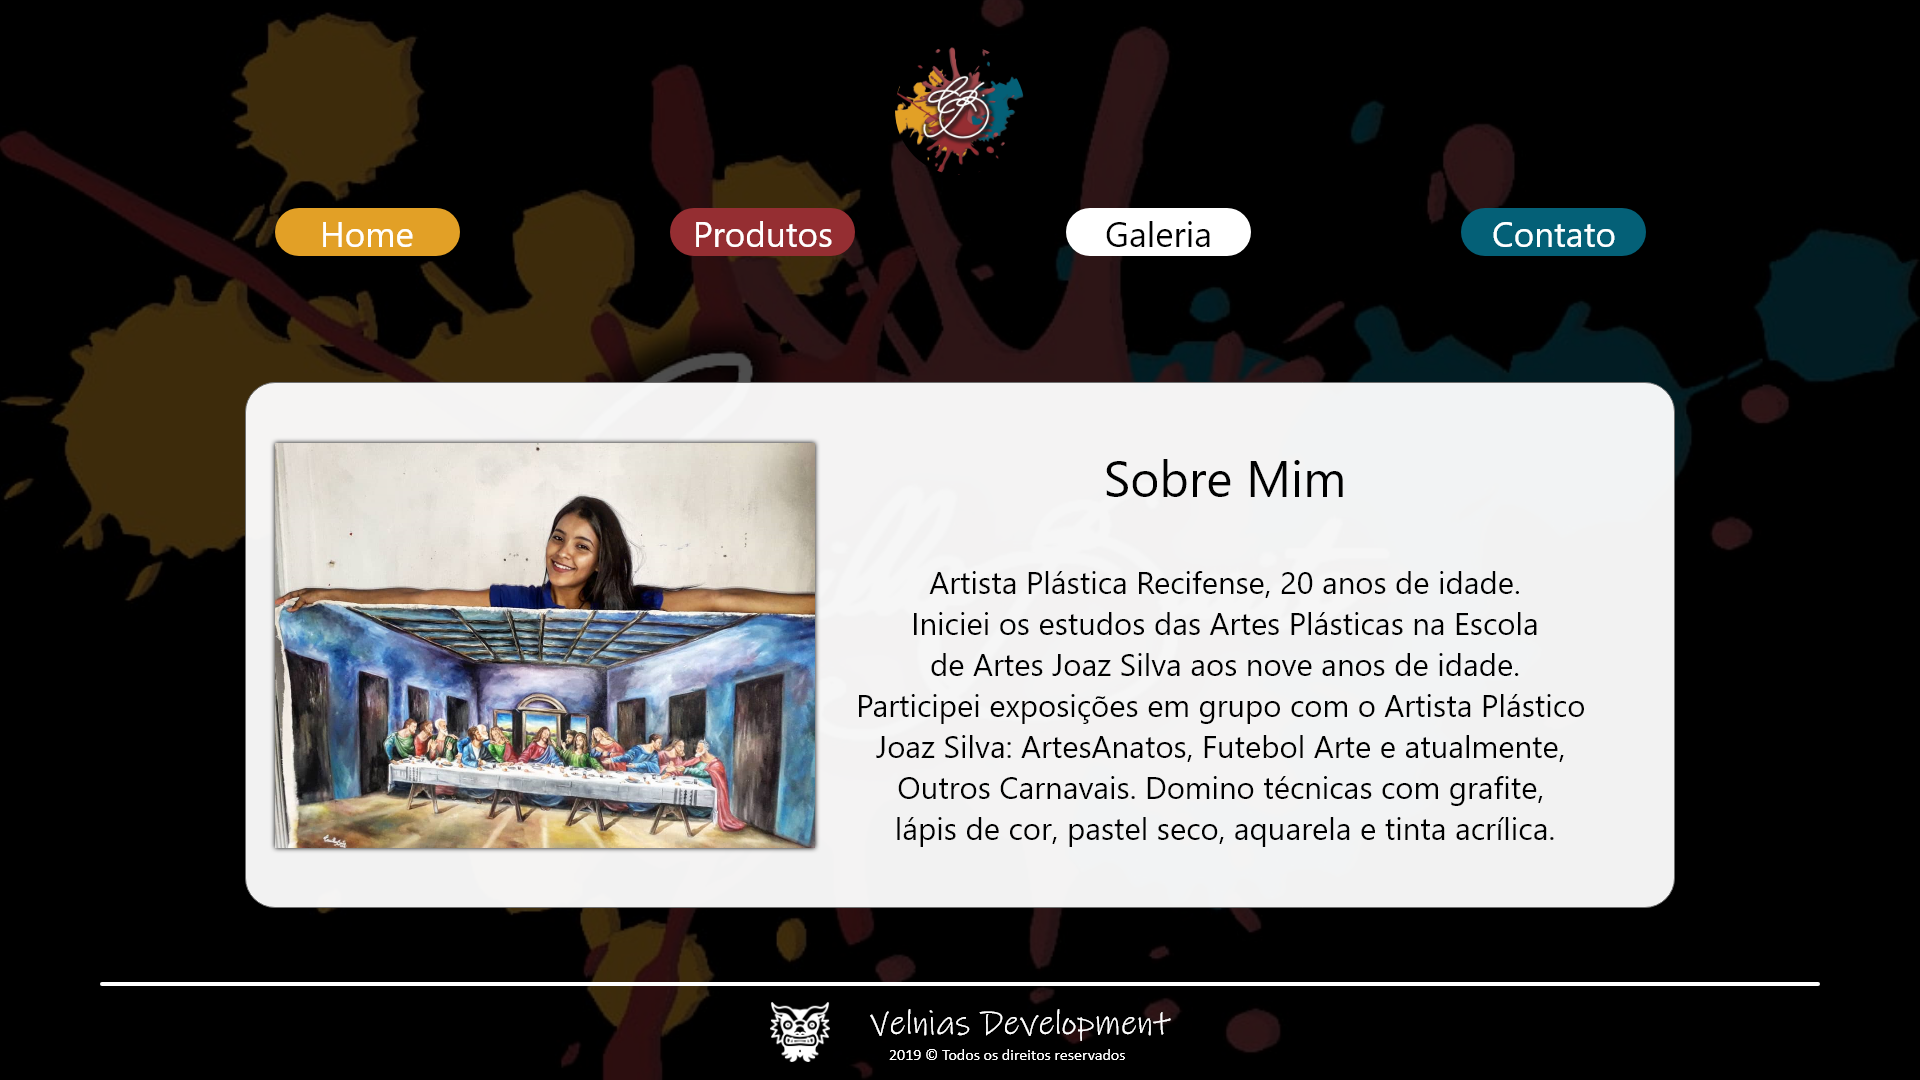 Home
Produtos
Galeria
Contato
Sobre Mim
Artista Plástica Recifense, 20 anos de idade.
Iniciei os estudos das Artes Plásticas na Escola
de Artes Joaz Silva aos nove anos de idade.
Participei exposições em grupo com o Artista Plástico
Joaz Silva: ArtesAnatos, Futebol Arte e atualmente,
Outros Carnavais. Domino técnicas com grafite,
lápis de cor, pastel seco, aquarela e tinta acrílica.
Velnias Development
2019 © Todos os direitos reservados